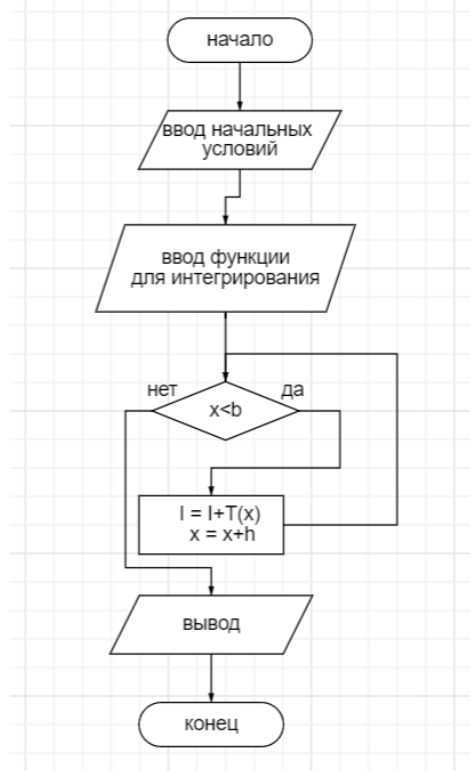 начало
ввод начальных
условий
ввод функции
для интегрирования
нет
да
x<b
I = I+T(x)
x = x+h
вывод
конец